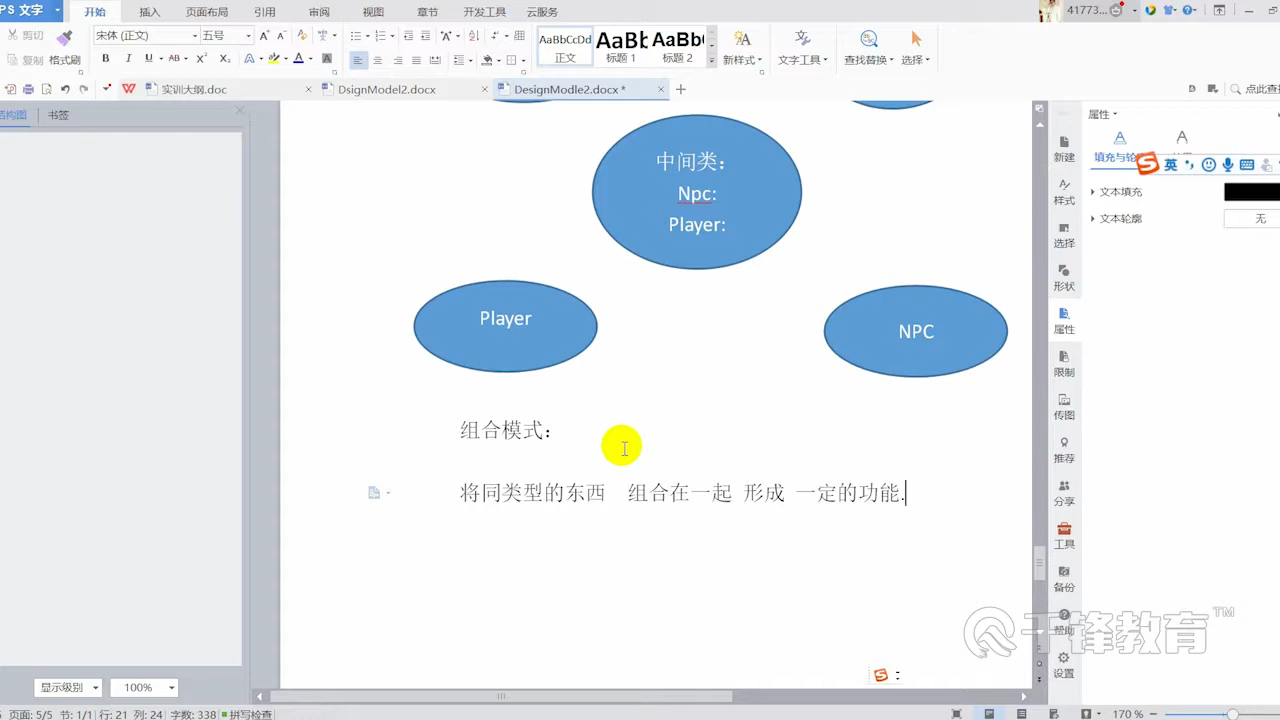 PS 文字
开始
插入
页面布局
引用
审阅
视图
章节
开发工具
云服务
41773...
剪切
复制
格式刷
宋体 (正文)
五号
AaBbCcDd
正文
标题 1
标题 2
新样式
文字工具
查找替换
选择
实训大纲.doc
DsignModel2.docx
DesignModle2.docx *
点此查找
结构图
书签
中间类：
Npc:
Player:
Player
NPC
组合模式：
将同类型的东西 组合在一起 形成 一定的功能.
属性
填充与轮
英
文本填充
文本轮廓
无
新建
样式
选择
形状
属性
限制
传图
推荐
分享
工具
备份
帮助
设置
千锋教育™
显示级别
100%
页面: 5/5 节: 1/1 行: 21 列: 24 字数: 338 拼写检查
170 %